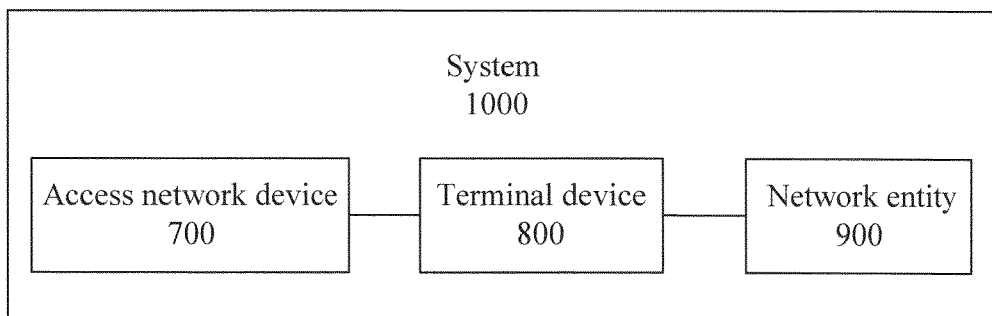 System
1000
Access network device
700
Terminal device
800
Network entity
900